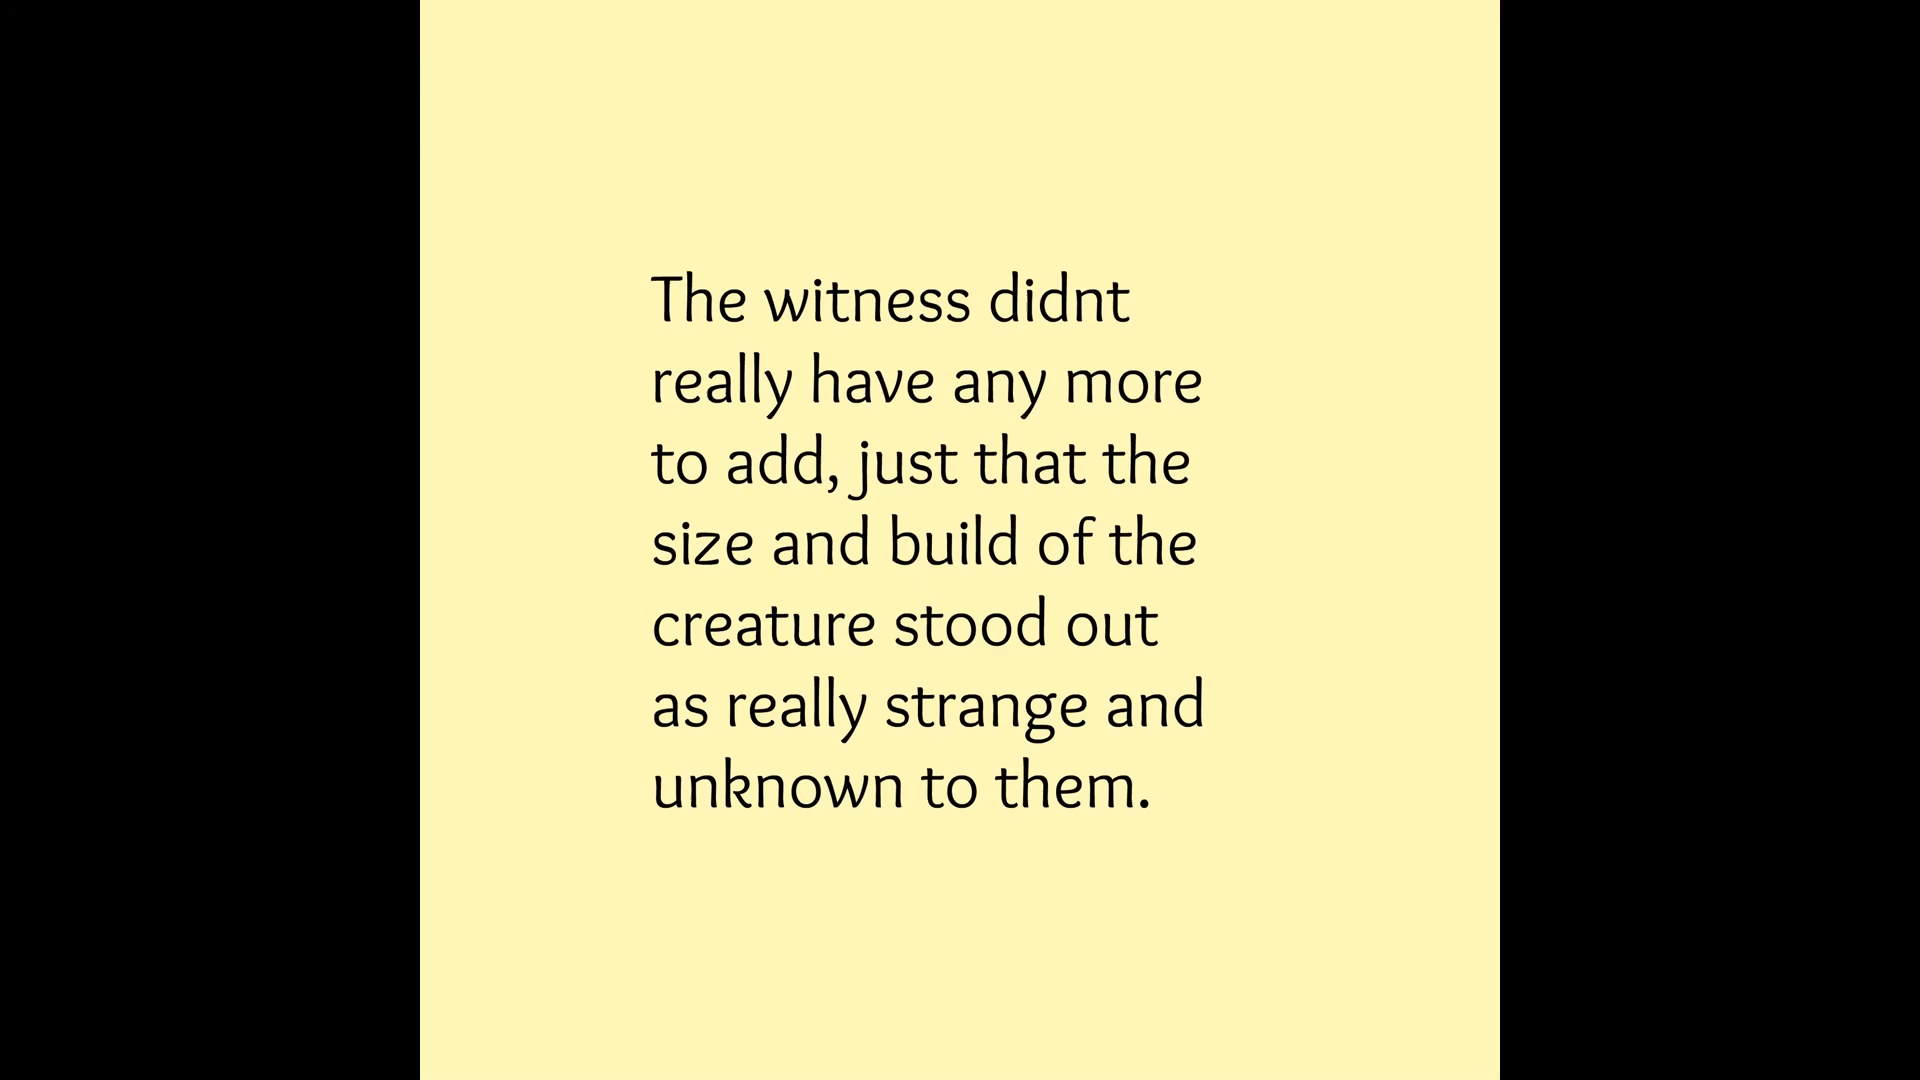 The witness didnt
really have any more
to add, just that the
size and build of the
creature stood out
as really strange and
unknown to them.